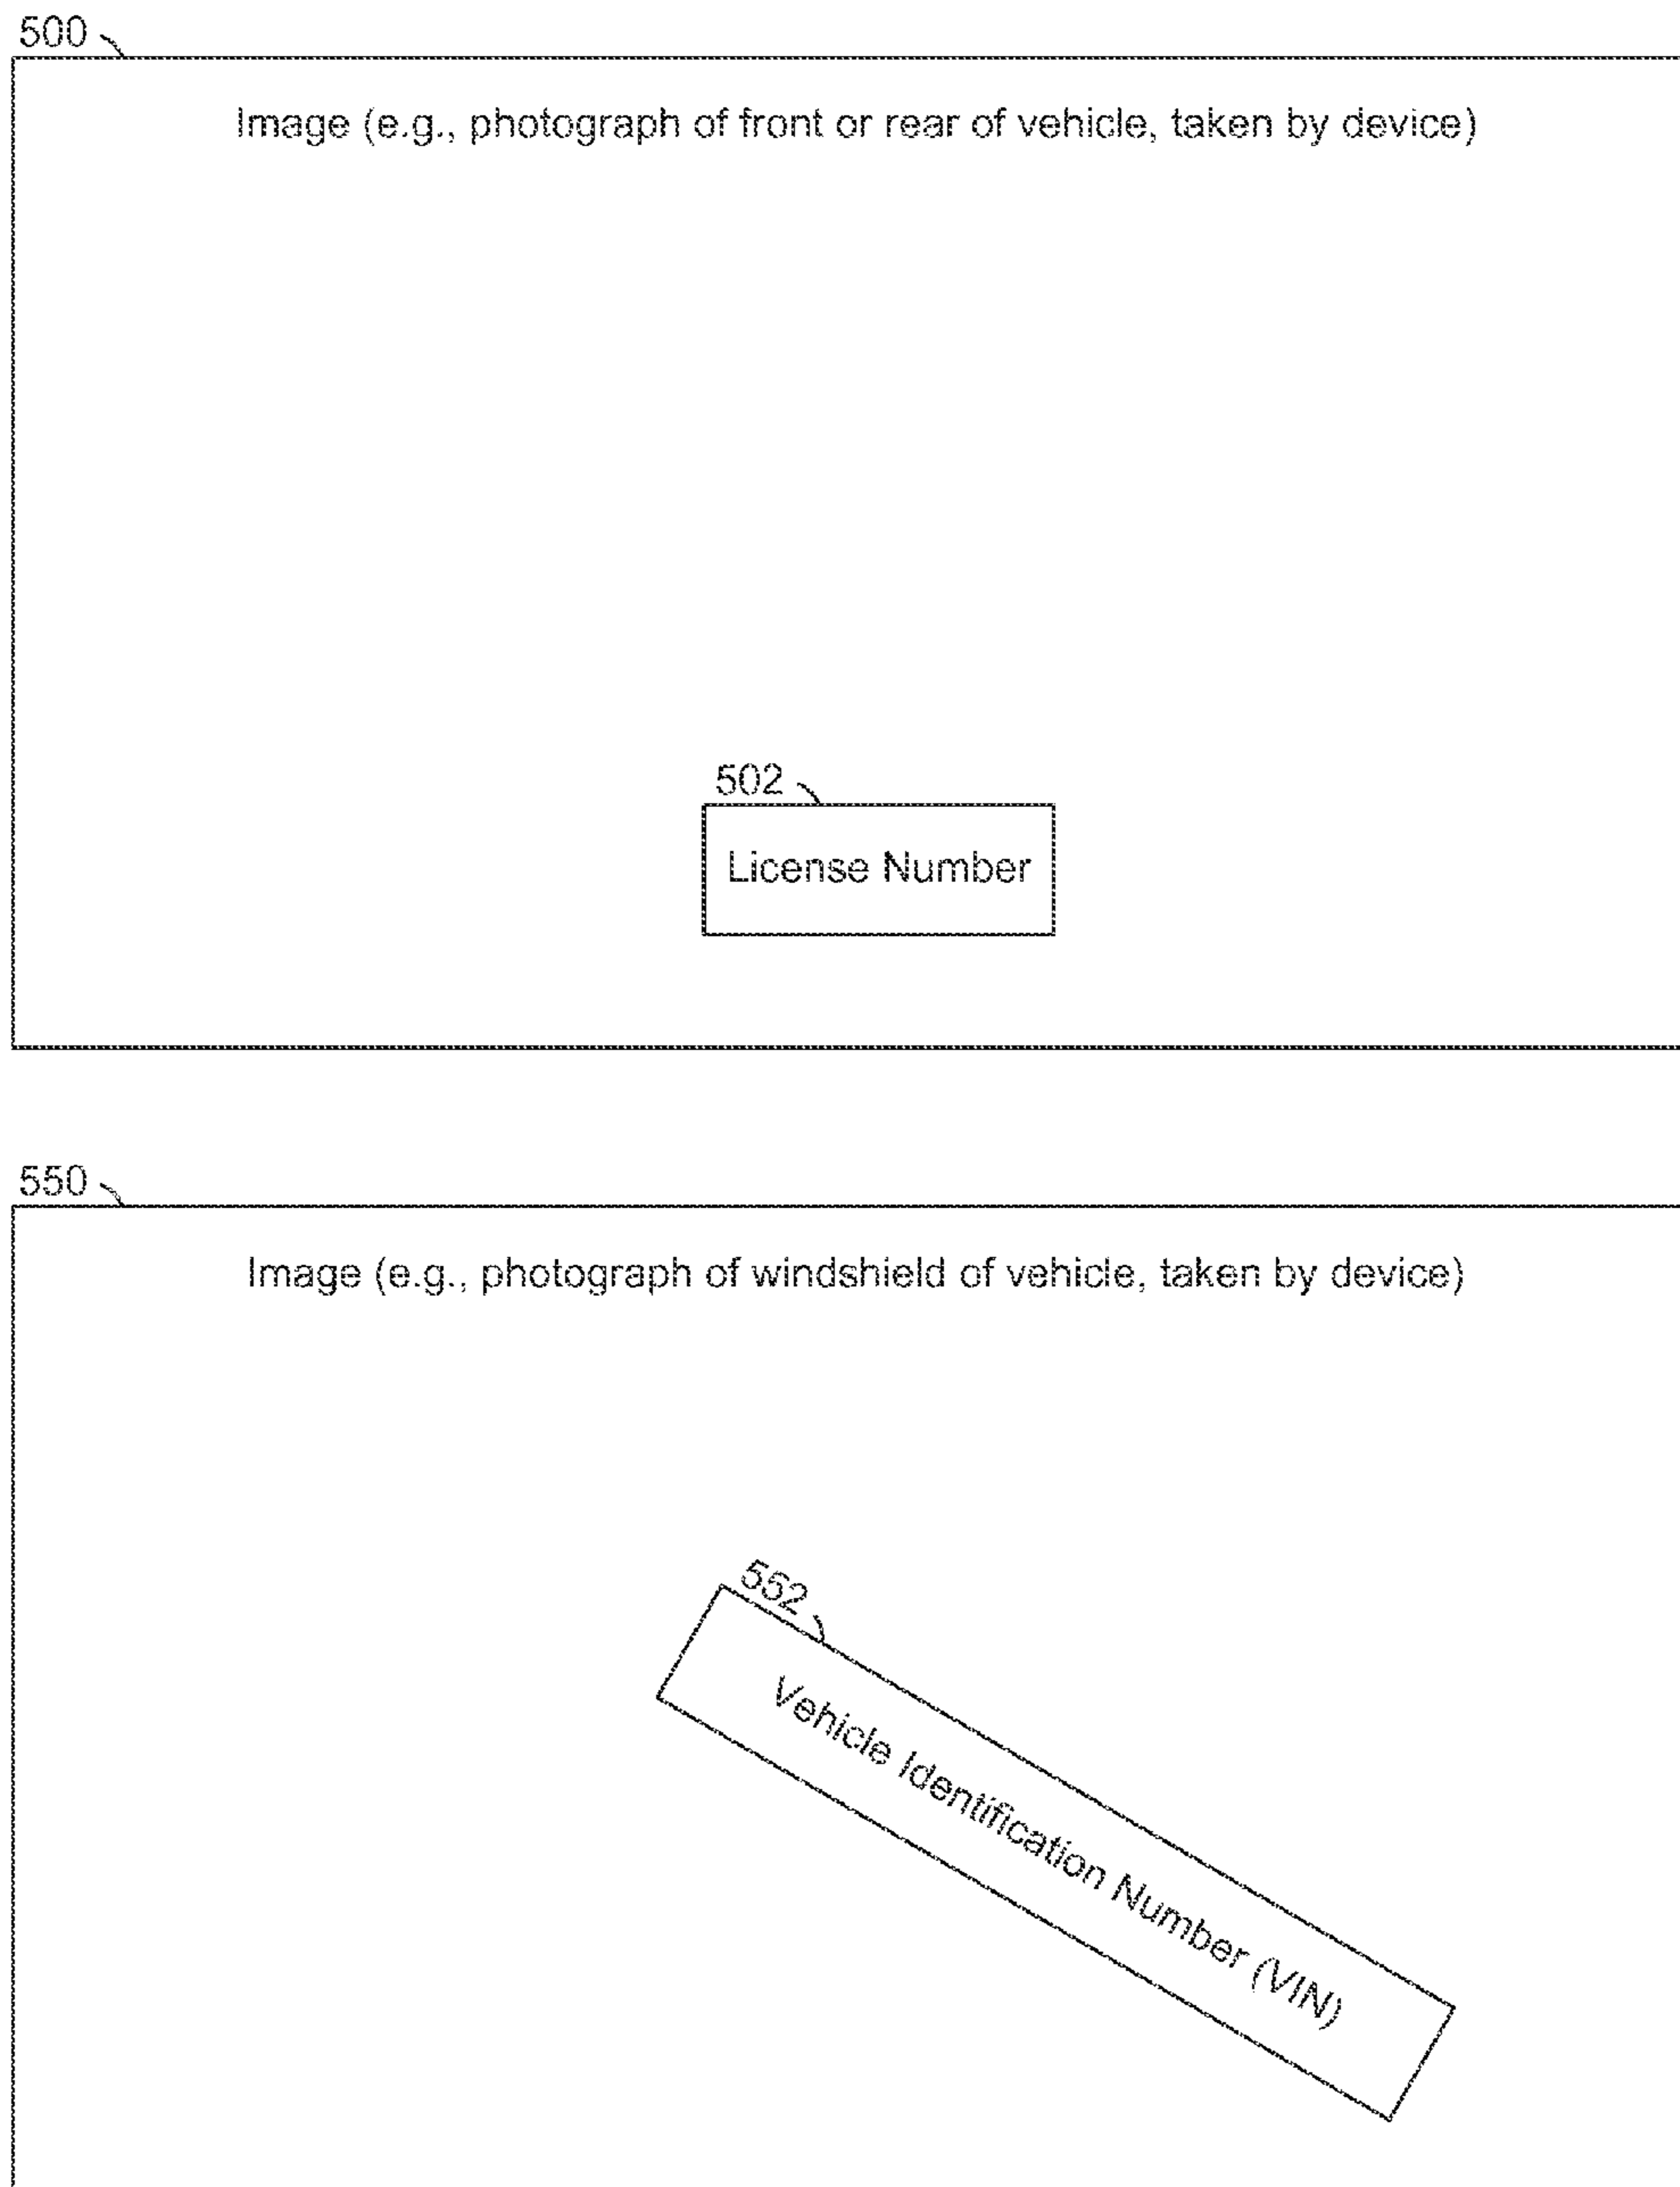 500
Image (e.g., photograph of front or rear of vehicle, taken by device)
502
License Number
550
Image (e.g., photograph of windshield of vehicle, taken by device)
552
Vehicle Identification Number (VIN)